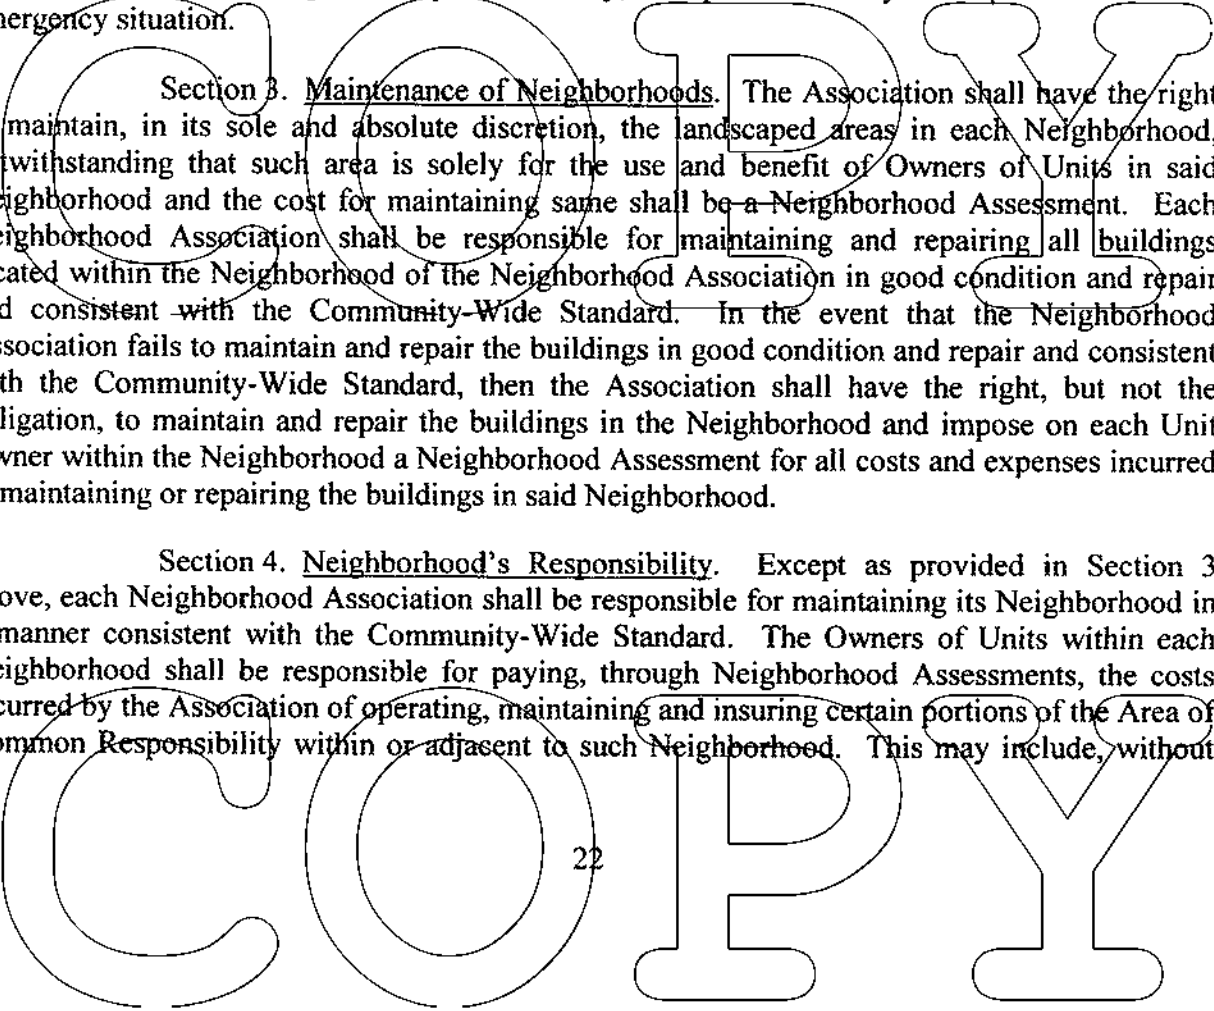 nergency situation.
Section 3. Maintenance of Neighborhoods. The Association shall have the right
maintain, in its sole and absolute discretion, the landscaped areas in each Neighborhood,
twithstanding that such area is solely for the use and benefit of Owners of Units in said
eighborhood and the cost for maintaining same shall be a Neighborhood Assessment. Each
eighborhood Association shall be responsible for maintaining and repairing all buildings
cated within the Neighborhood of the Neighborhood Association in good condition and repair
d consistent with the Community-Wide Standard. In the event that the Neighborhood
ssociation fails to maintain and repair the buildings in good condition and repair and consistent
th the Community-Wide Standard, then the Association shall have the right, but not the
ligation, to maintain and repair the buildings in the Neighborhood and impose on each Unit
wner within the Neighborhood a Neighborhood Assessment for all costs and expenses incurred
maintaining or repairing the buildings in said Neighborhood.
Section 4. Neighborhood's Responsibility. Except as provided in Section 3
ove, each Neighborhood Association shall be responsible for maintaining its Neighborhood in
manner consistent with the Community-Wide Standard. The Owners of Units within each
eighborhood shall be responsible for paying, through Neighborhood Assessments, the costs
curred by the Association of operating, maintaining and insuring certain portions of the Area of
ommon Responsibility within or adjacent to such Neighborhood. This may include, without
22
COPY
COPY